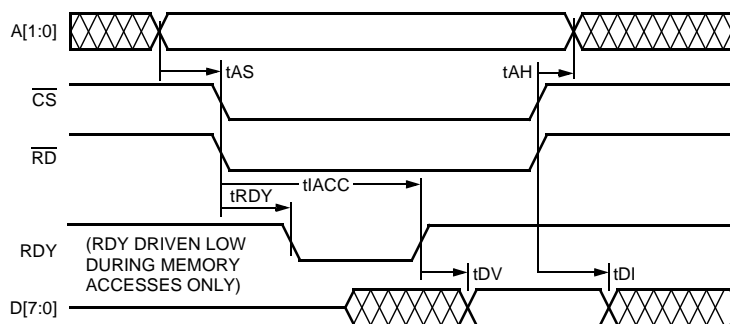 A[1:0]
tAS
tAH
CS
RD
tIACC
tRDY
RDY
(RDY DRIVEN LOW
DURING MEMORY
ACCESSES ONLY)
tDV
tDI
D[7:0]